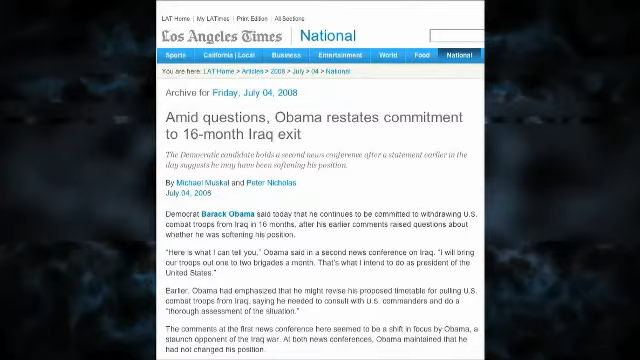 LAT Home | My LATimes | Print Edition | All Sections
Los Angeles Times | National
Sports California | Local Business Entertainment World Food National
You are here: LAT Home > Articles > 2008 > July > 04 > National
Archive for Friday, July 04, 2008
Amid questions, Obama restates commitment
to 16-month Iraq exit
The Democratic candidate holds a second news conference after a statement earlier in the
day suggests he may have been softening his position.
By Michael Muskal and Peter Nicholas
July 04, 2008
Democrat Barack Obama said today that he continues to be committed to withdrawing U.S.
combat troops from Iraq in 16 months, after his earlier comments raised questions about
whether he was softening his position.
"Here is what I can tell you," Obama said in a second news conference on Iraq. "I will bring
our troops out one to two brigades a month. That's what I intend to do as president of the
United States."
Earlier, Obama had emphasized that he might revise his proposed timetable for pulling U.S.
combat troops from Iraq, saying he needed to consult with U.S. commanders and do a
"thorough assessment of the situation."
The comments at the first news conference here seemed to be a shift in focus by Obama, a
staunch opponent of the Iraq war. At both news conferences, Obama maintained that he
had not changed his position.